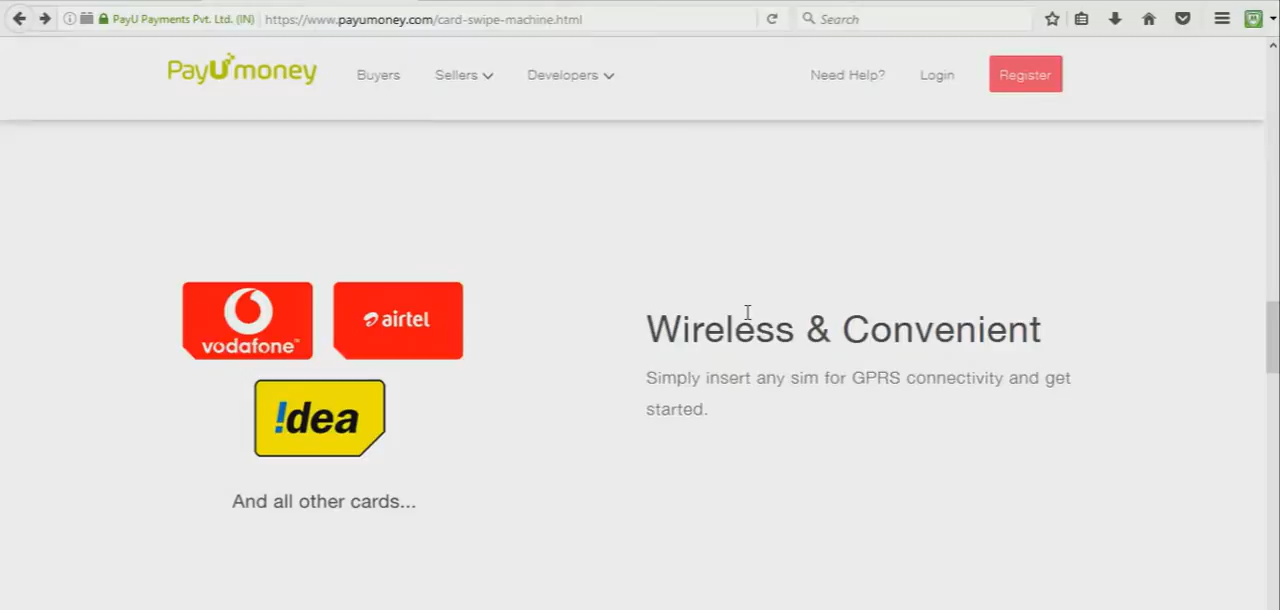 PayU Payments Pvt. Ltd. (IN) https://www.payumoney.com/card-swipe-machine.html Search
PayUmoney Buyers Sellers Developers Need Help? Login Register
vodafone airtel
!dea
And all other cards...
Wireless & Convenient
Simply insert any sim for GPRS connectivity and get
started.